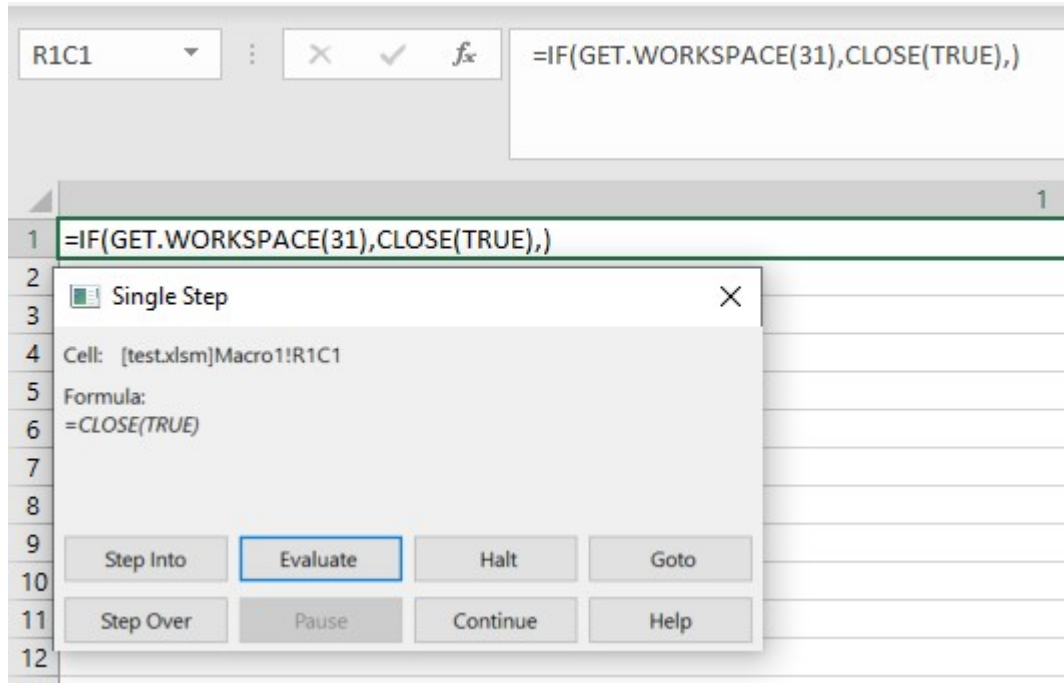 R1C1
fx
=IF(GET.WORKSPACE(31),CLOSE(TRUE),)
1
1 =IF(GET.WORKSPACE(31),CLOSE(TRUE),)
2
Single Step
3
4
Cell: [test.xlsm]Macro1!R1C1
5
Formula:
6
=CLOSE(TRUE)
7
8
9
Step Into Evaluate Halt Goto
10
11
Step Over Pause Continue Help
12